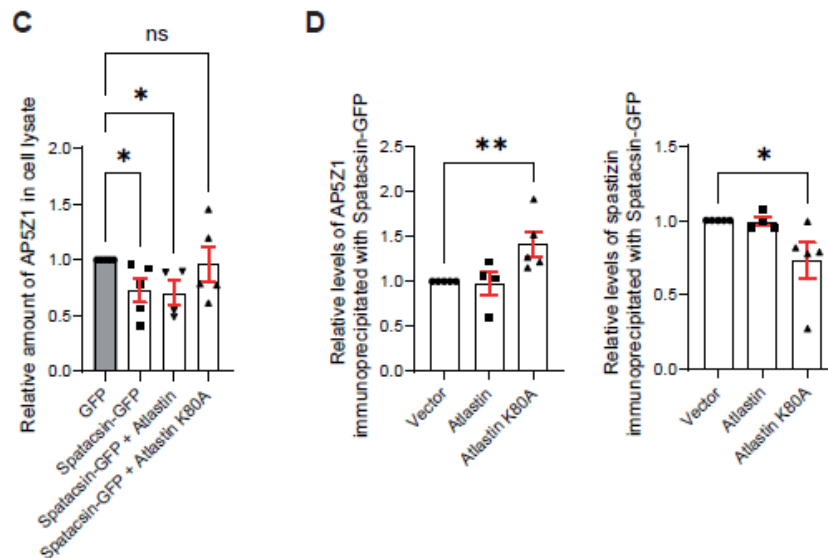 C
ns
*
*
Relative amount of AP5Z1 in cell lysate
2.0
1.5
1.0
0.5
0.0
GFP
Spatacsin-GFP
Spatacsin-GFP + Atlastin
Spatacsin-GFP + Atlastin K80A
D
**
Relative levels of AP5Z1
immunoprecipitated with Spatacsin-GFP
2.5
2.0
1.5
1.0
0.5
0.0
Vector
Atlastin
Atlastin K80A
*
Relative levels of spastizin
immunoprecipitated with Spatacsin-GFP
1.5
1.0
0.5
0.0
Vector
Atlastin
Atlastin K80A